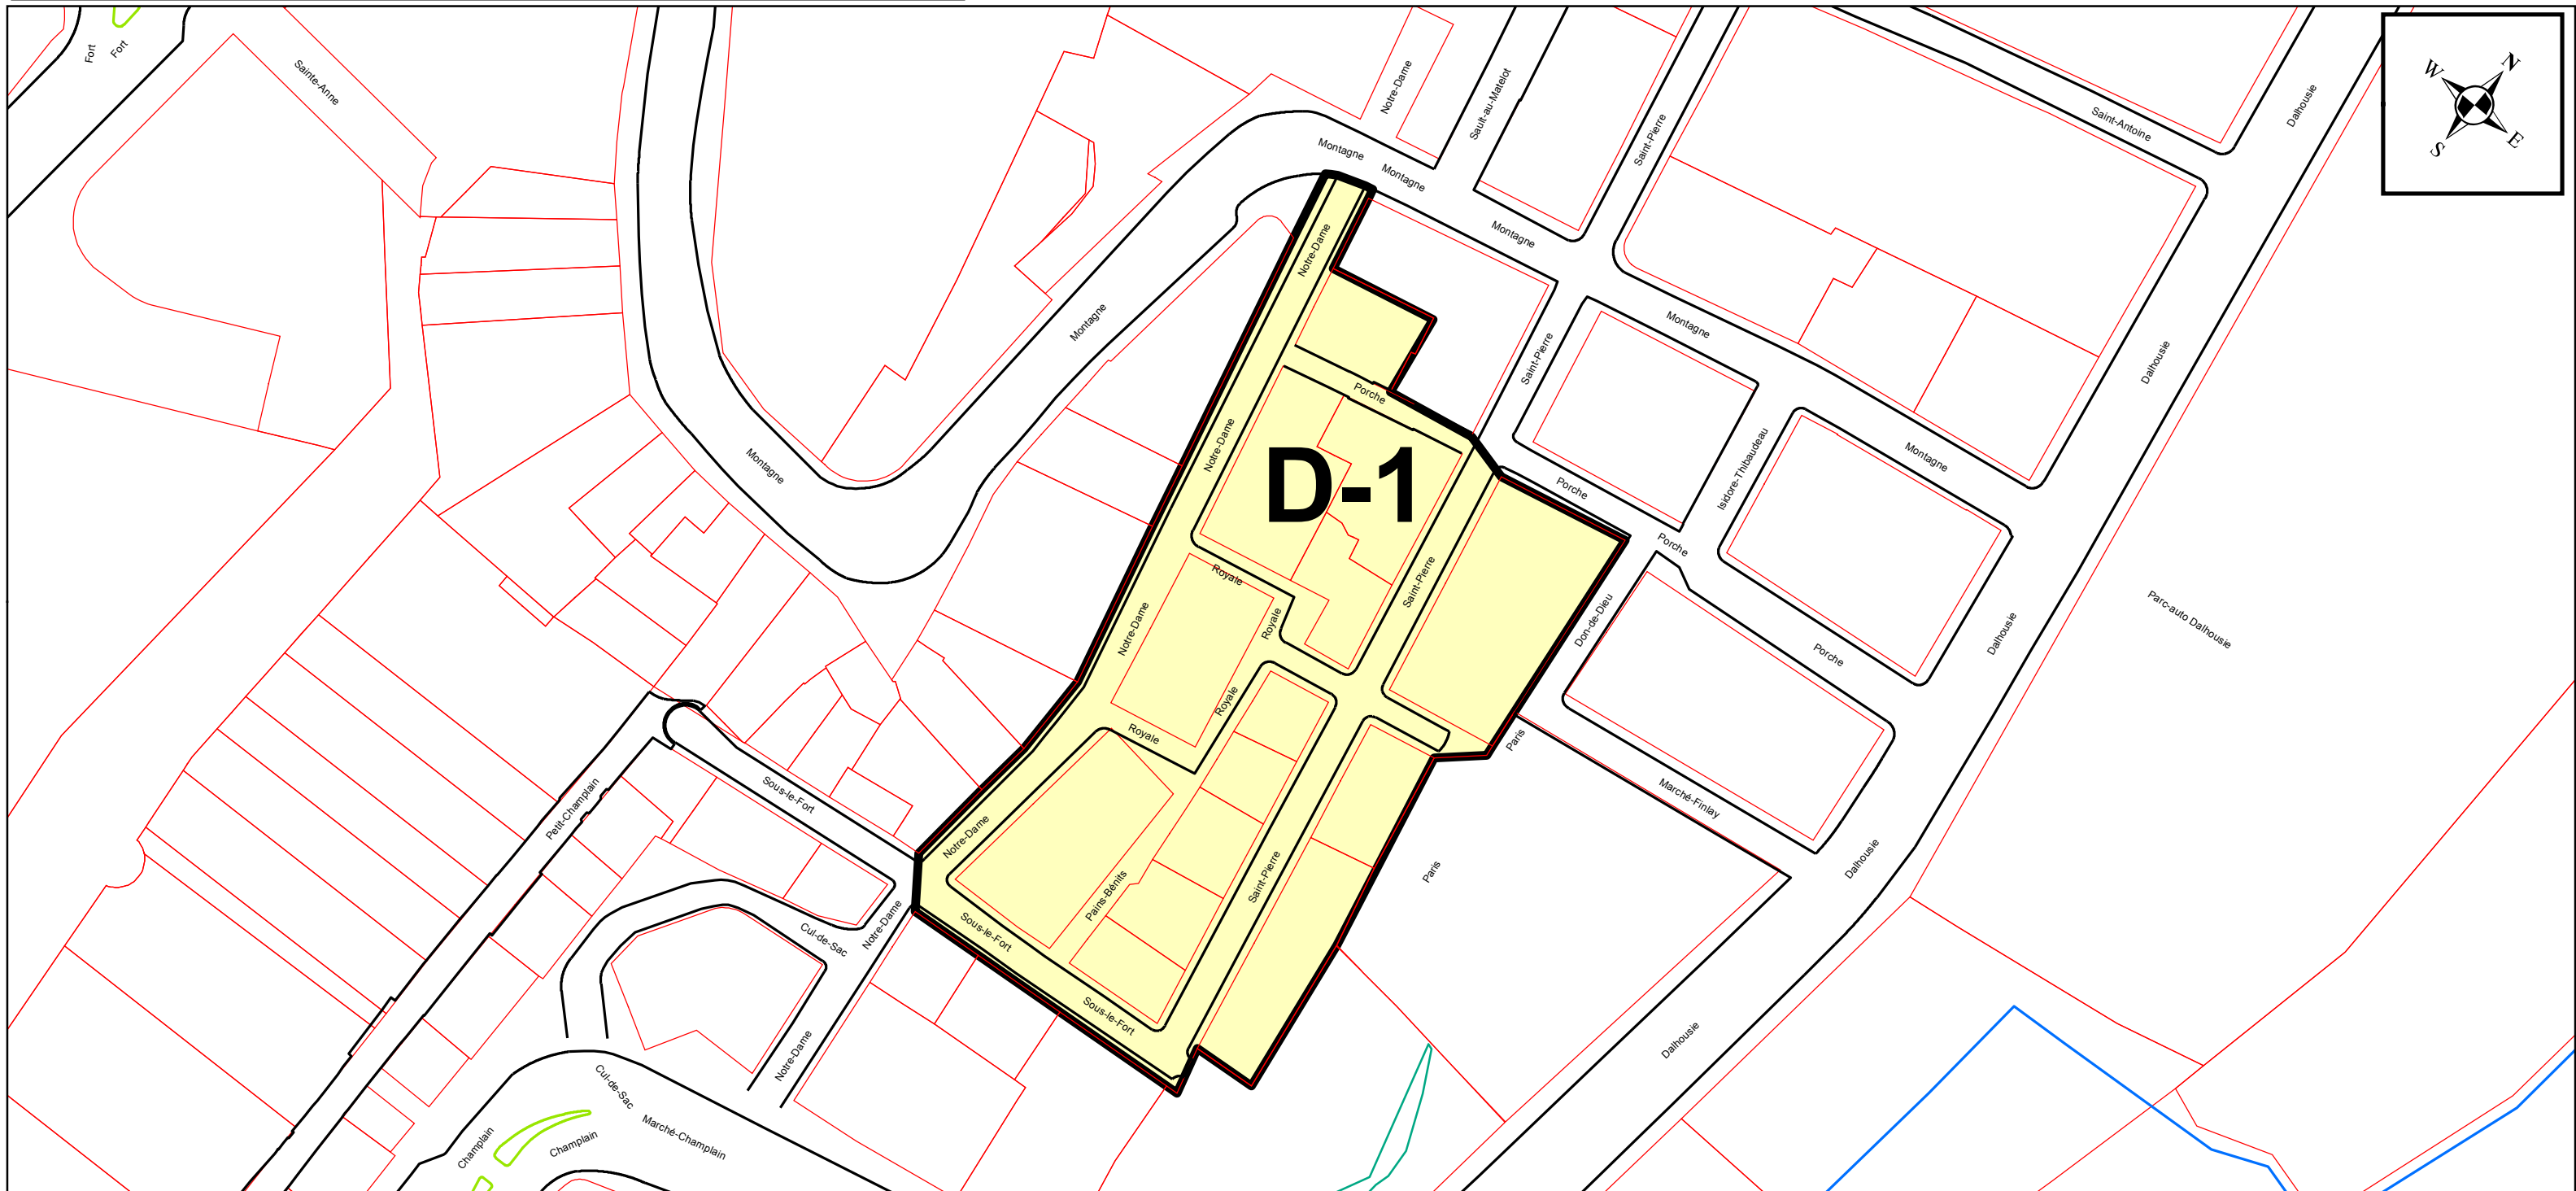 Fort
Fort
Sainte-Anne
Notre-Dame
Sault-au-Matelot
Saint-Pierre
Saint-Antoine
Dalhousie
W
N
S
E
Montagne
Montagne
Montagne
Notre-Dame
Montagne
Montagne
Saint-Pierre
Dalhousie
Porche
Notre-Dame
Montagne
Montagne
Isidore-Thibaudeau
D-1
Porche
Porche
Royale
Saint-Pierre
Royale
Notre-Dame
Don-de-Dieu
Porche
Dalhousie
Parc-auto Dalhousie
Royale
Royale
Paris
Sous-le-Fort
Petit-Champlain
Marché-Finlay
Notre-Dame
Pains-Bénits
Saint-Pierre
Paris
Dalhousie
Cul-de-Sac
Notre-Dame
Sous-le-Fort
Sous-le-Fort
Notre-Dame
Dalhousie
Cul-de-Sac
Champlain
Champlain
Marché-Champlain